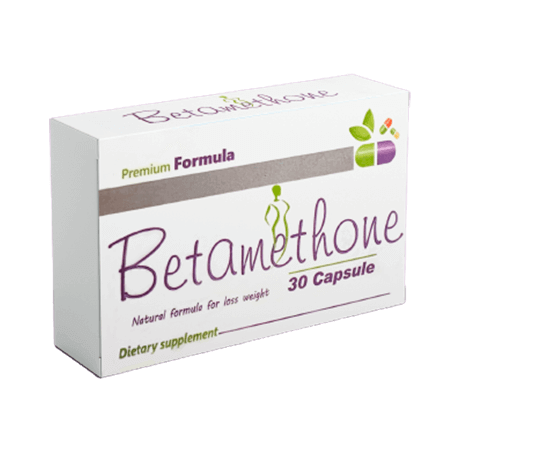 Betamethone
Premium Formula
Betamethone
30 Capsule
Natural formula for loss weight
Dietary supplement